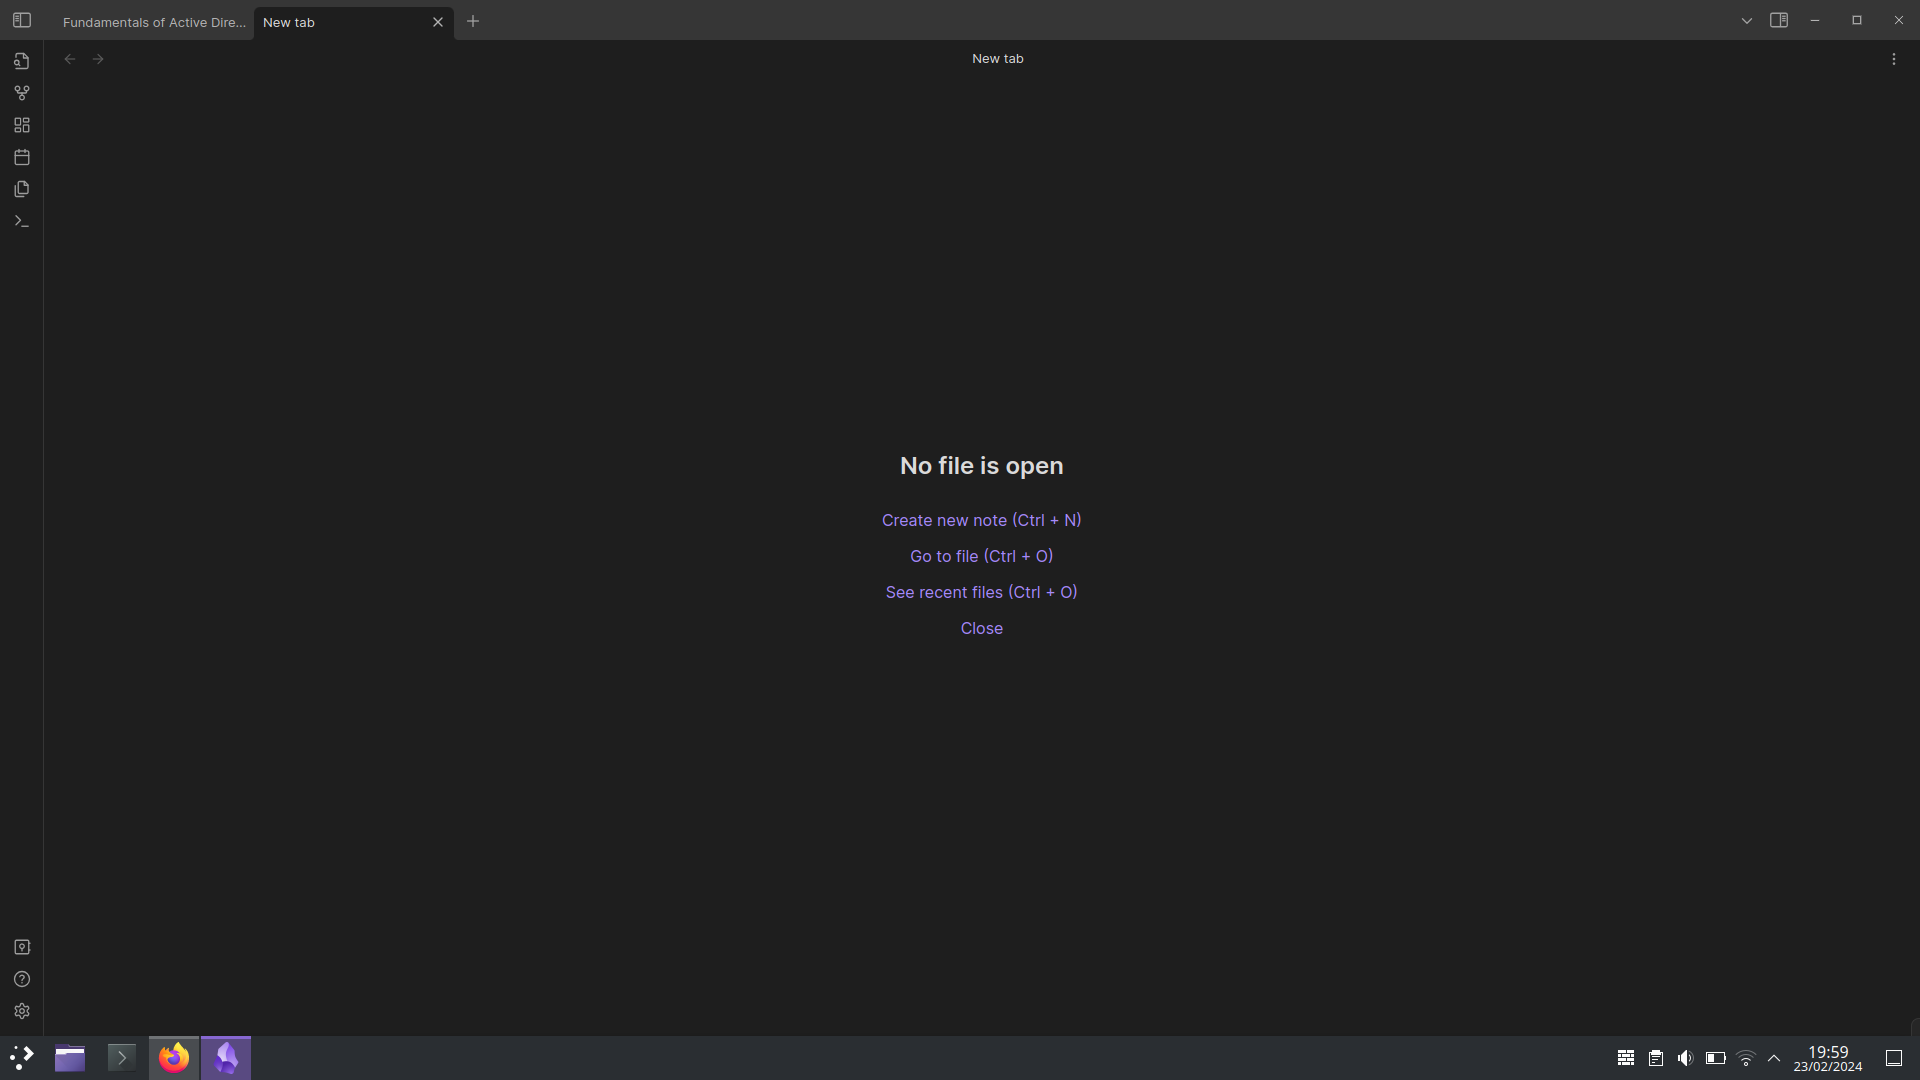 Fundamentals of Active Dire...
New tab
New tab
No file is open
Create new note (Ctrl + N)
Go to file (Ctrl + O)
See recent files (Ctrl + O)
Close
19:59
23/02/2024